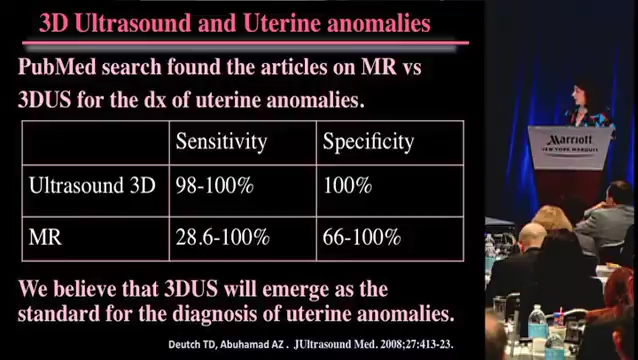 3D Ultrasound and Uterine anomalies
PubMed search found the articles on MR vs
3DUS for the dx of uterine anomalies.
Sensitivity Specificity
Ultrasound 3D 98-100% 100%
MR 28.6-100% 66-100%
We believe that 3DUS will emerge as the
standard for the diagnosis of uterine anomalies.
Deutch TD, Abuhamad AZ . JUltrasound Med. 2008;27:413-23.
Marriott
NEW YORK MARQUIS